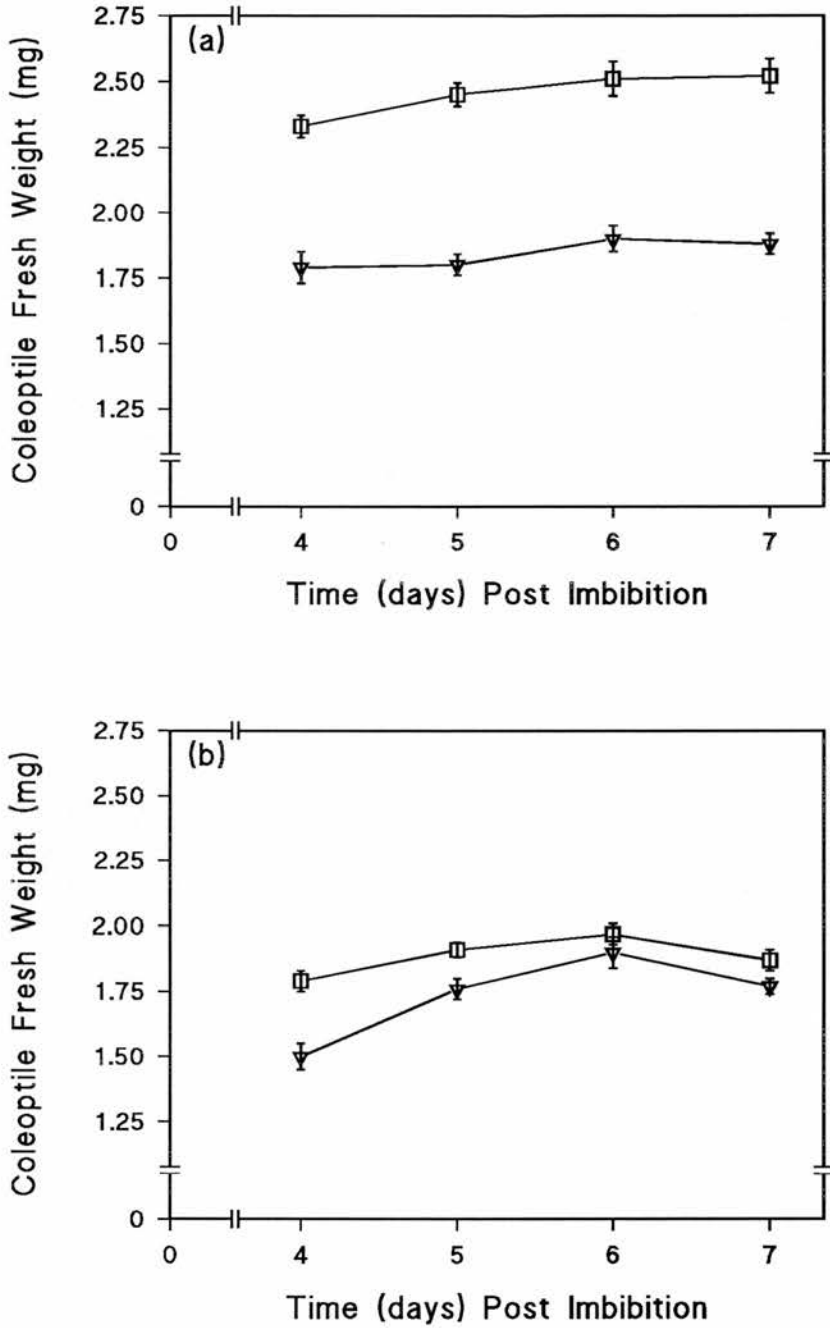 (a)
Coleoptile Fresh Weight (mg)
2.75
2.50
2.25
2.00
1.75
1.50
1.25
0
0 4 5 6 7
Time (days) Post Imbibition
(b)
Coleoptile Fresh Weight (mg)
2.75
2.50
2.25
2.00
1.75
1.50
1.25
0
0 4 5 6 7
Time (days) Post Imbibition